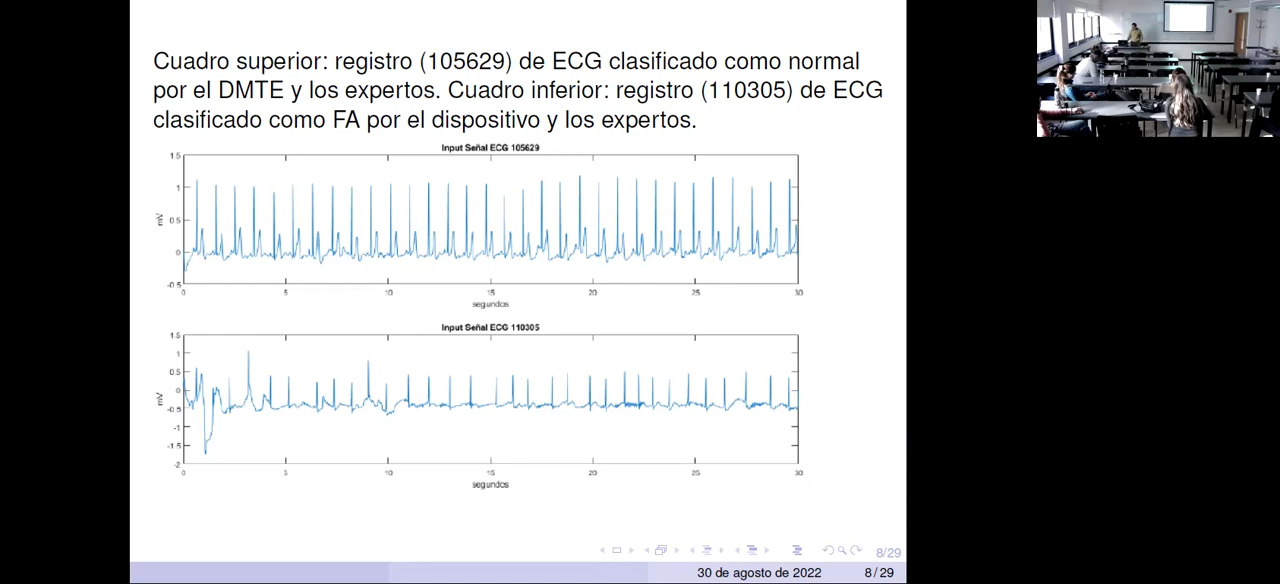 Cuadro superior: registro (105629) de ECG clasificado como normal
por el DMTE y los expertos. Cuadro inferior: registro (110305) de ECG
clasificado como FA por el dispositivo y los expertos.
Input Señal ECG 105629
1.5
1
0.5
0
-0.5
mV
0 5 10 15 20 25 30
segundos
Input Señal ECG 110305
1.5
1
0.5
0
-0.5
-1
-1.5
-2
mV
0 5 10 15 20 25 30
segundos
8/29
30 de agosto de 2022 8 / 29